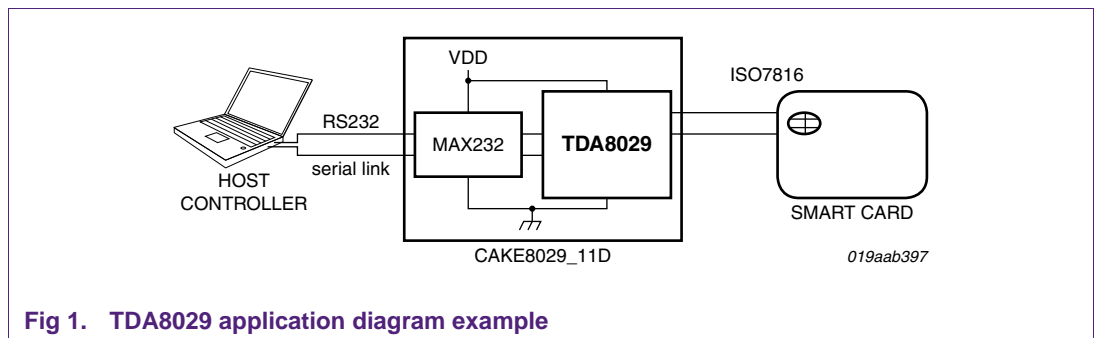 VDD
ISO7816
RS232
MAX232
TDA8029
serial link
HOST
CONTROLLER
SMART CARD
CAKE8029_11D
019aab397
Fig 1. TDA8029 application diagram example